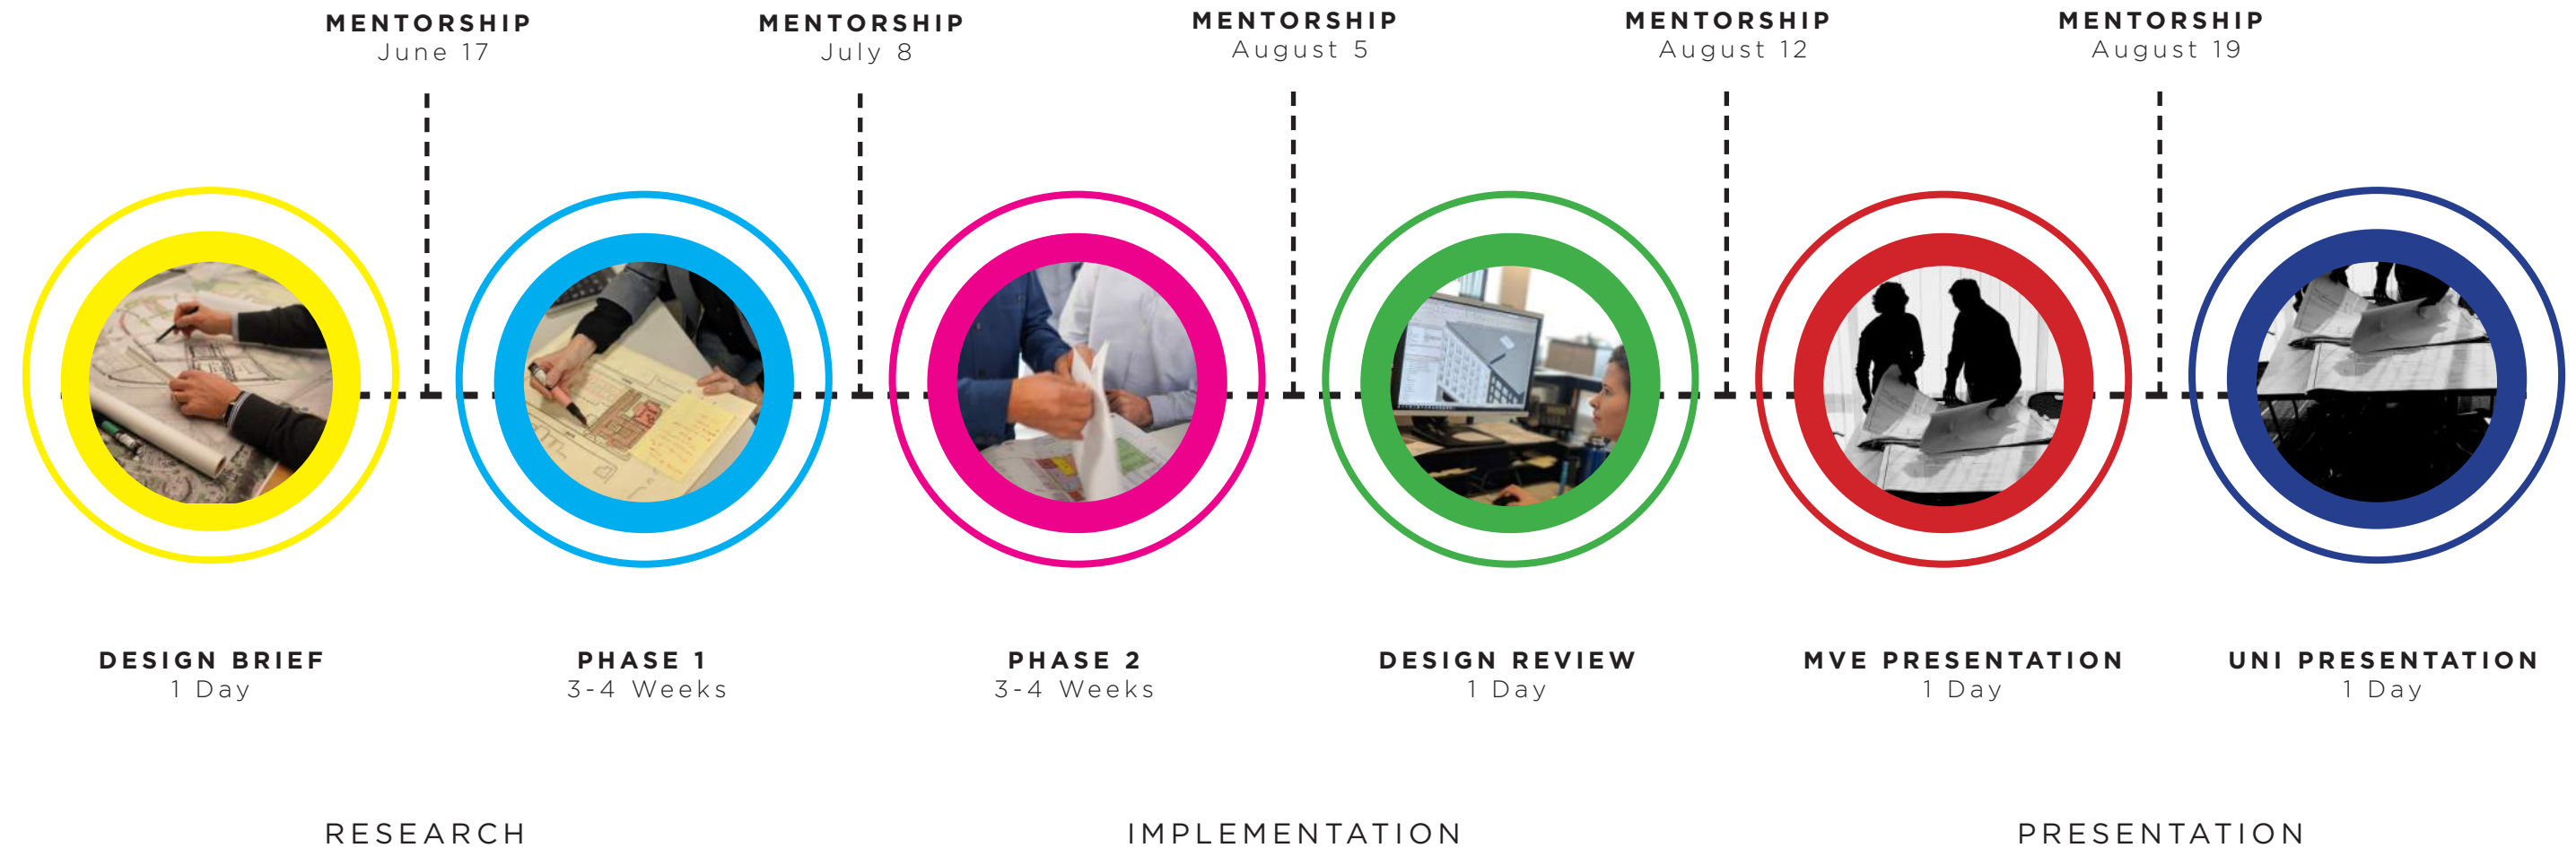 MENTORSHIP
June 17
MENTORSHIP
July 8
MENTORSHIP
August 5
MENTORSHIP
August 12
MENTORSHIP
August 19
DESIGN BRIEF
1 Day
PHASE 1
3-4 Weeks
PHASE 2
3-4 Weeks
DESIGN REVIEW
1 Day
MVE PRESENTATION
1 Day
UNI PRESENTATION
1 Day
RESEARCH
IMPLEMENTATION
PRESENTATION